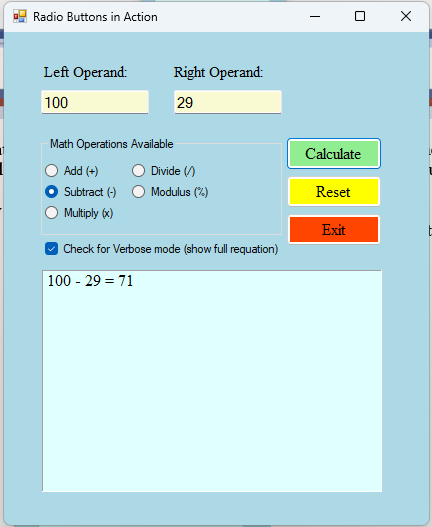 Radio Buttons in Action
Left Operand: Right Operand:
100 29
Math Operations Available
Add (+) Divide (/)
Subtract (-) Modulus (%)
Multiply (x)
Calculate
Reset
Exit
Check for Verbose mode (show full requation)
100 - 29 = 71